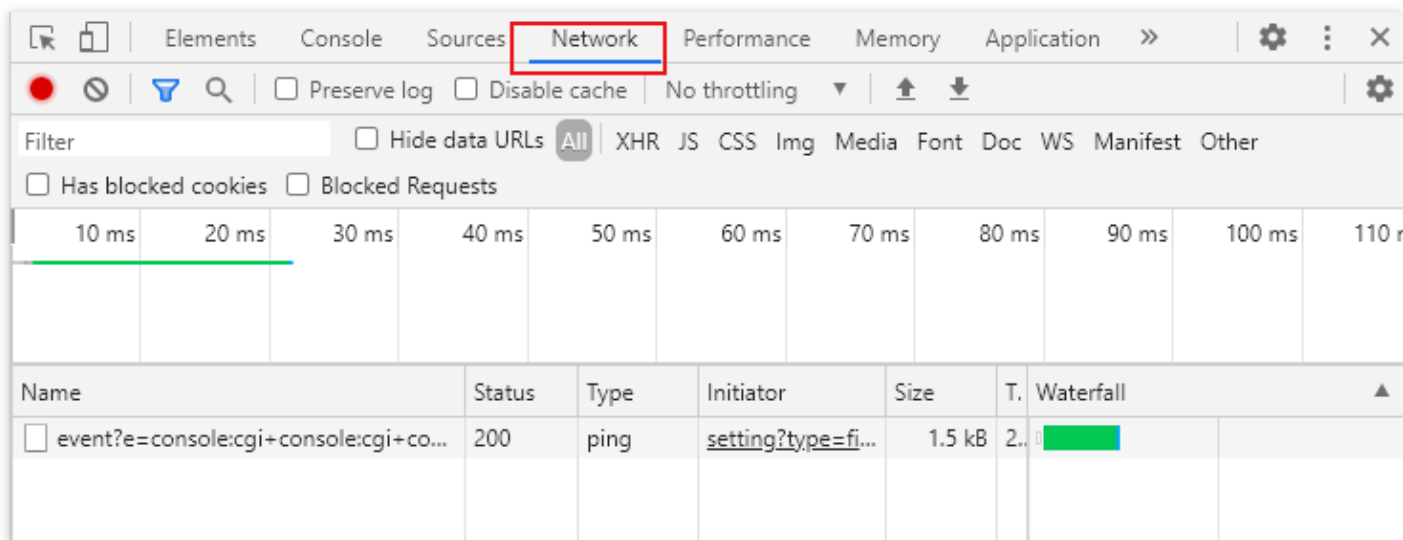 Elements Console Sources Network Performance Memory Application »
Preserve log Disable cache No throttling
Filter Hide data URLs All XHR JS CSS Img Media Font Doc WS Manifest Other
Has blocked cookies Blocked Requests
10 ms 20 ms 30 ms 40 ms 50 ms 60 ms 70 ms 80 ms 90 ms 100 ms 110
Name Status Type Initiator Size T. Waterfall
event?e=console:cgi+console:cgi+co... 200 ping setting?type=fi... 1.5 kB 2..